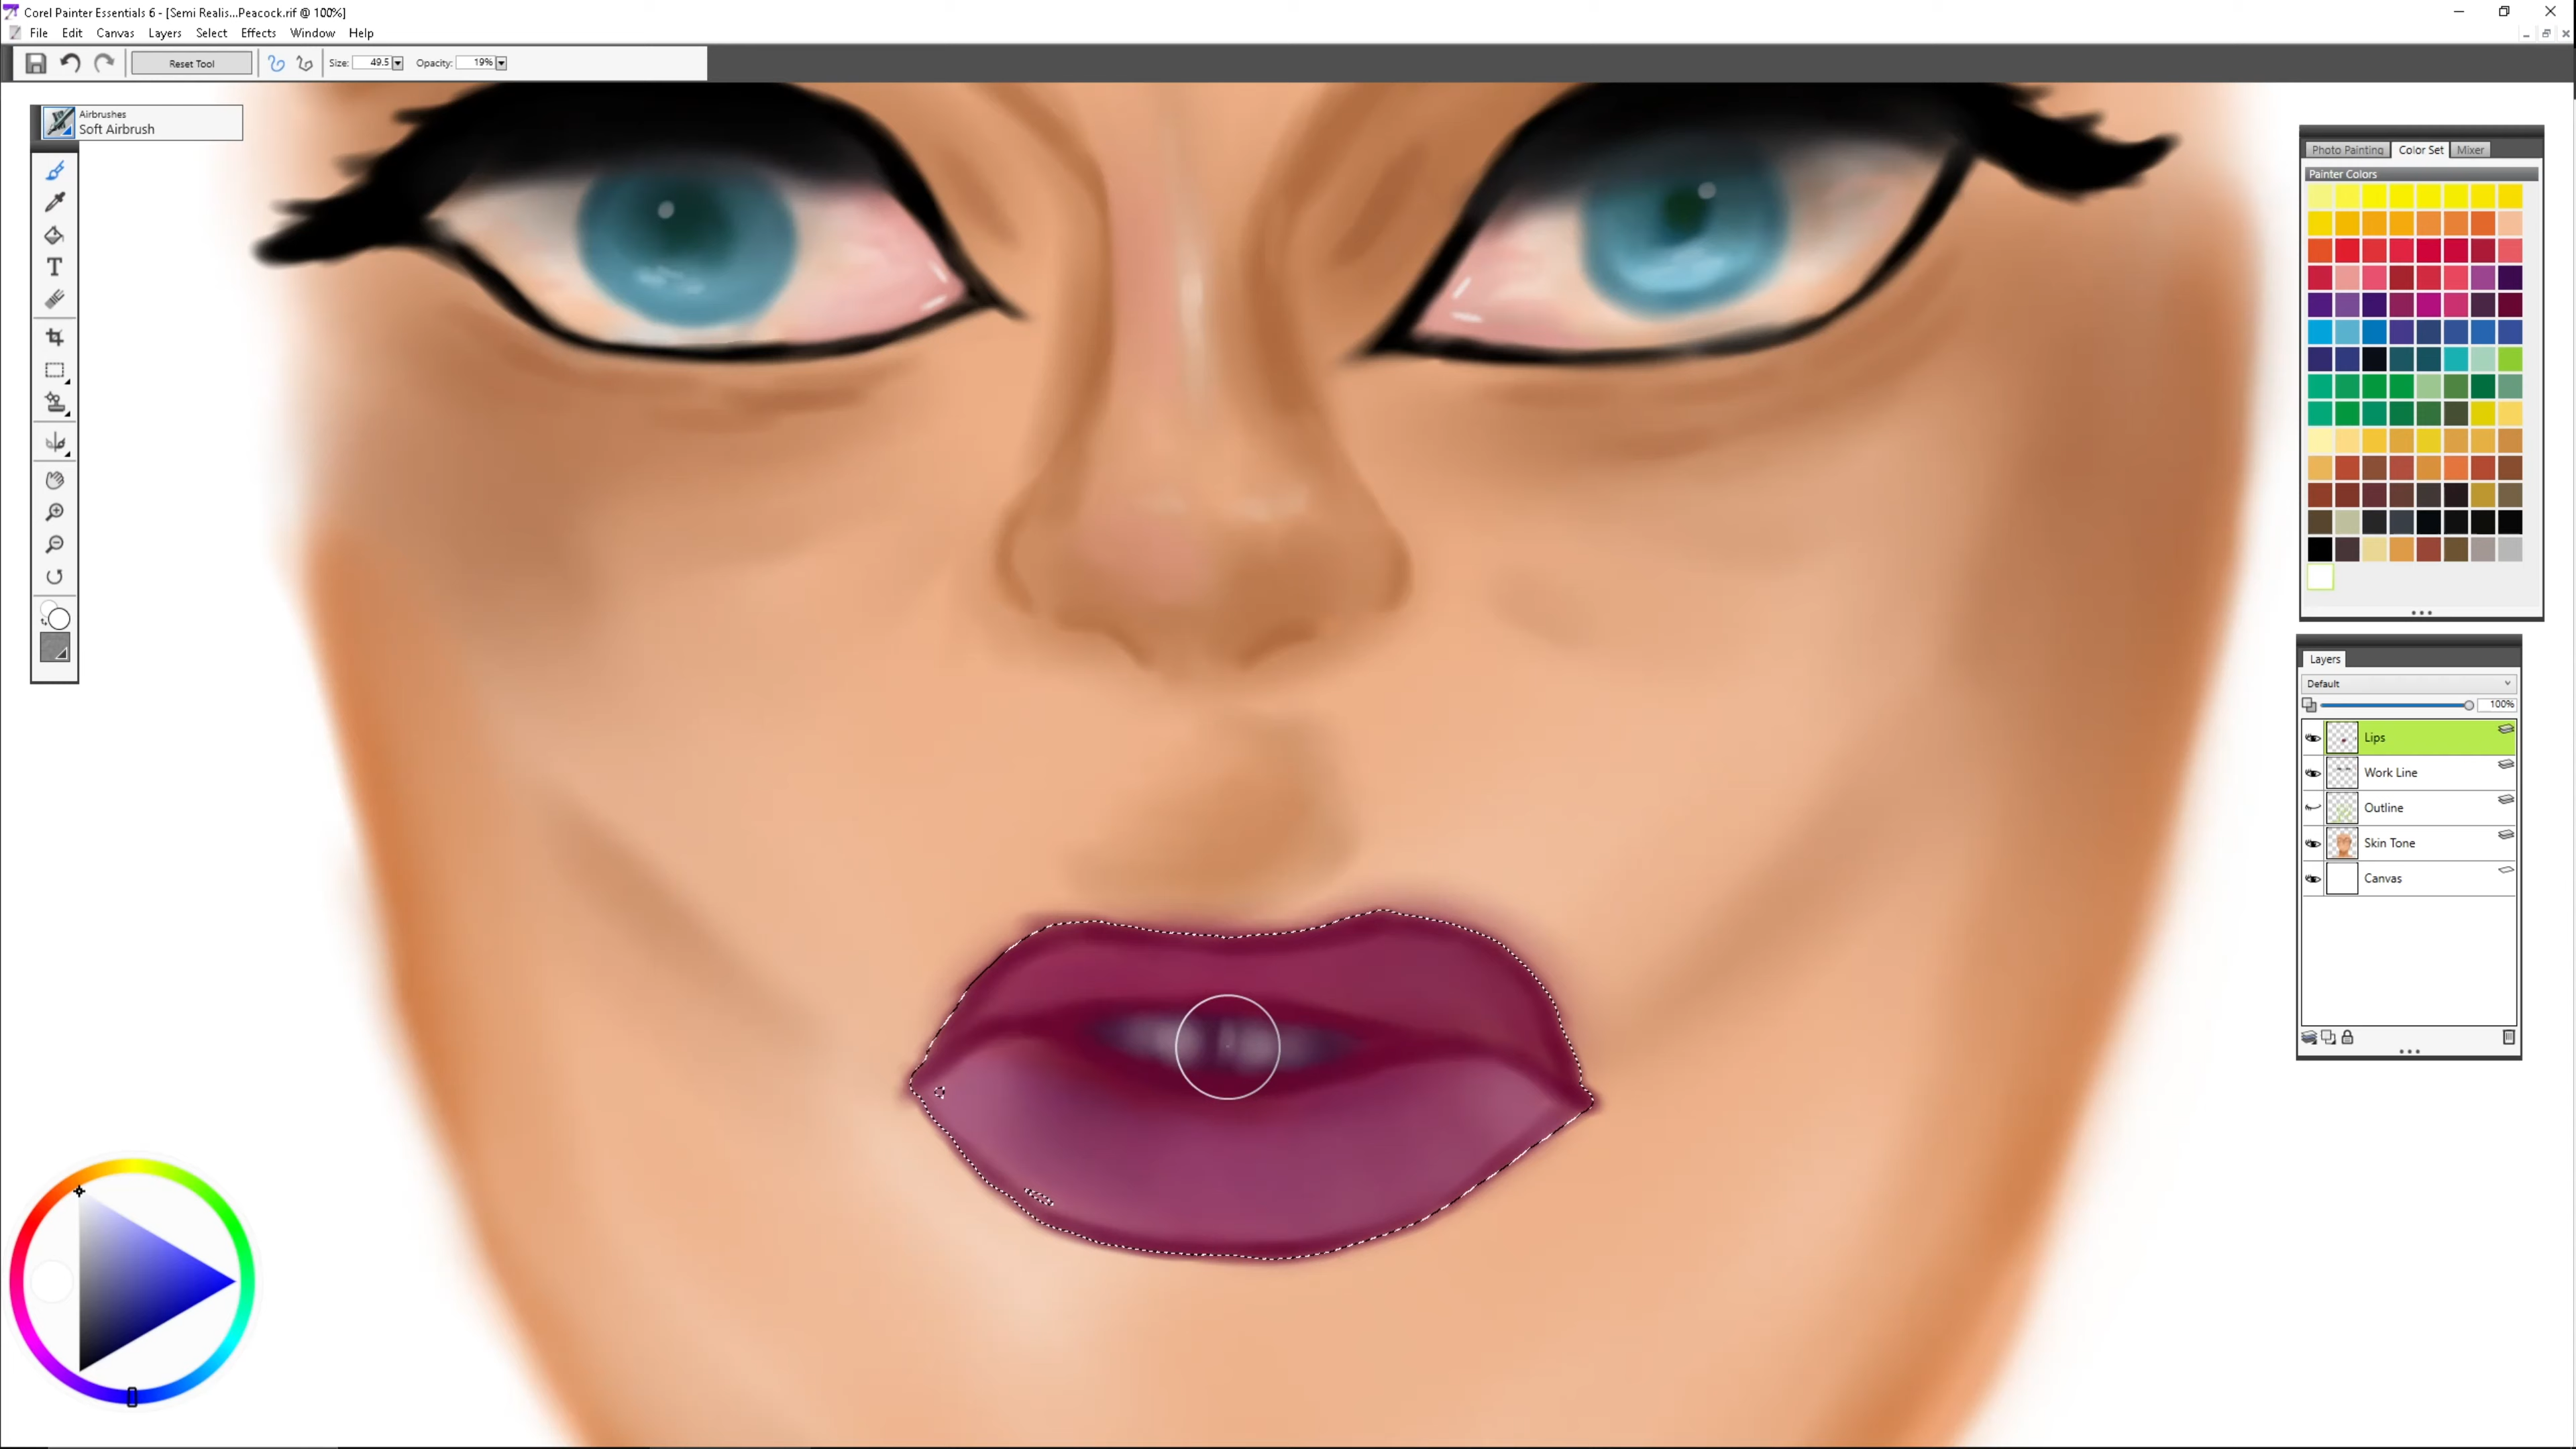 Corel Painter Essentials 6 - [Semi Realis...Peacock.rif @ 100%]
File Edit Canvas Layers Select Effects Window Help
Reset Tool Size: 49.5 Opacity: 19%
Airbrushes
Soft Airbrush
T
Photo Painting Color Set Mixer
Painter Colors
Layers
Default
100%
Lips
Work Line
Outline
Skin Tone
Canvas